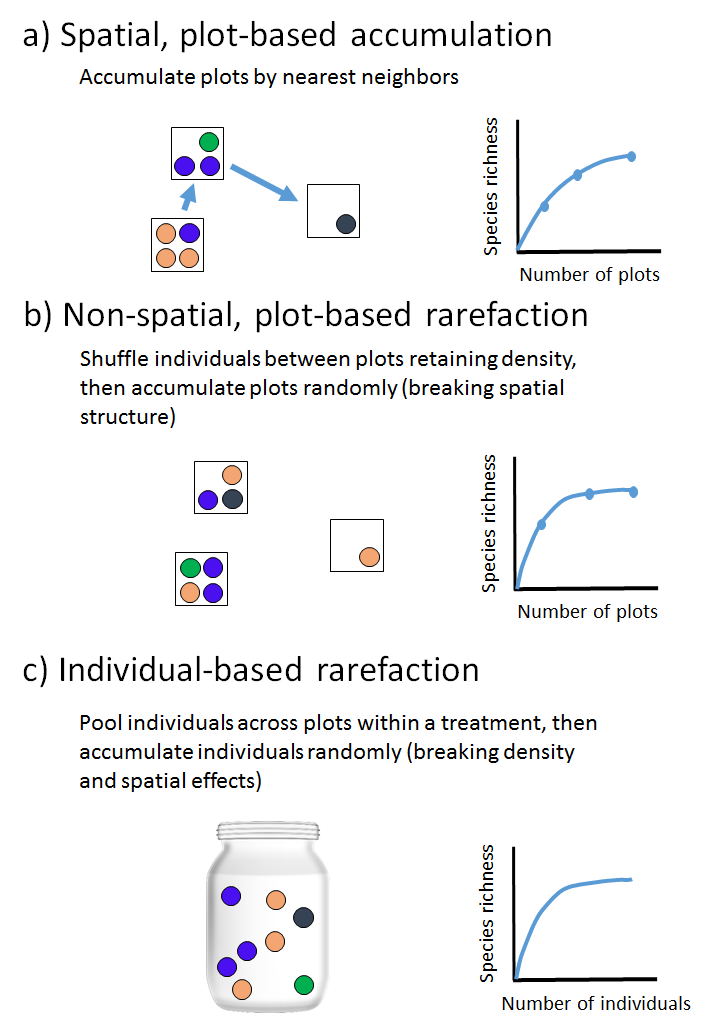 a) Spatial, plot-based accumulation
Accumulate plots by nearest neighbors
Species richness
Number of plots
b) Non-spatial, plot-based rarefaction
Shuffle individuals between plots retaining density,
then accumulate plots randomly (breaking spatial
structure)
Species richness
Number of plots
c) Individual-based rarefaction
Pool individuals across plots within a treatment, then
accumulate individuals randomly (breaking density
and spatial effects)
Species richness
Number of individuals